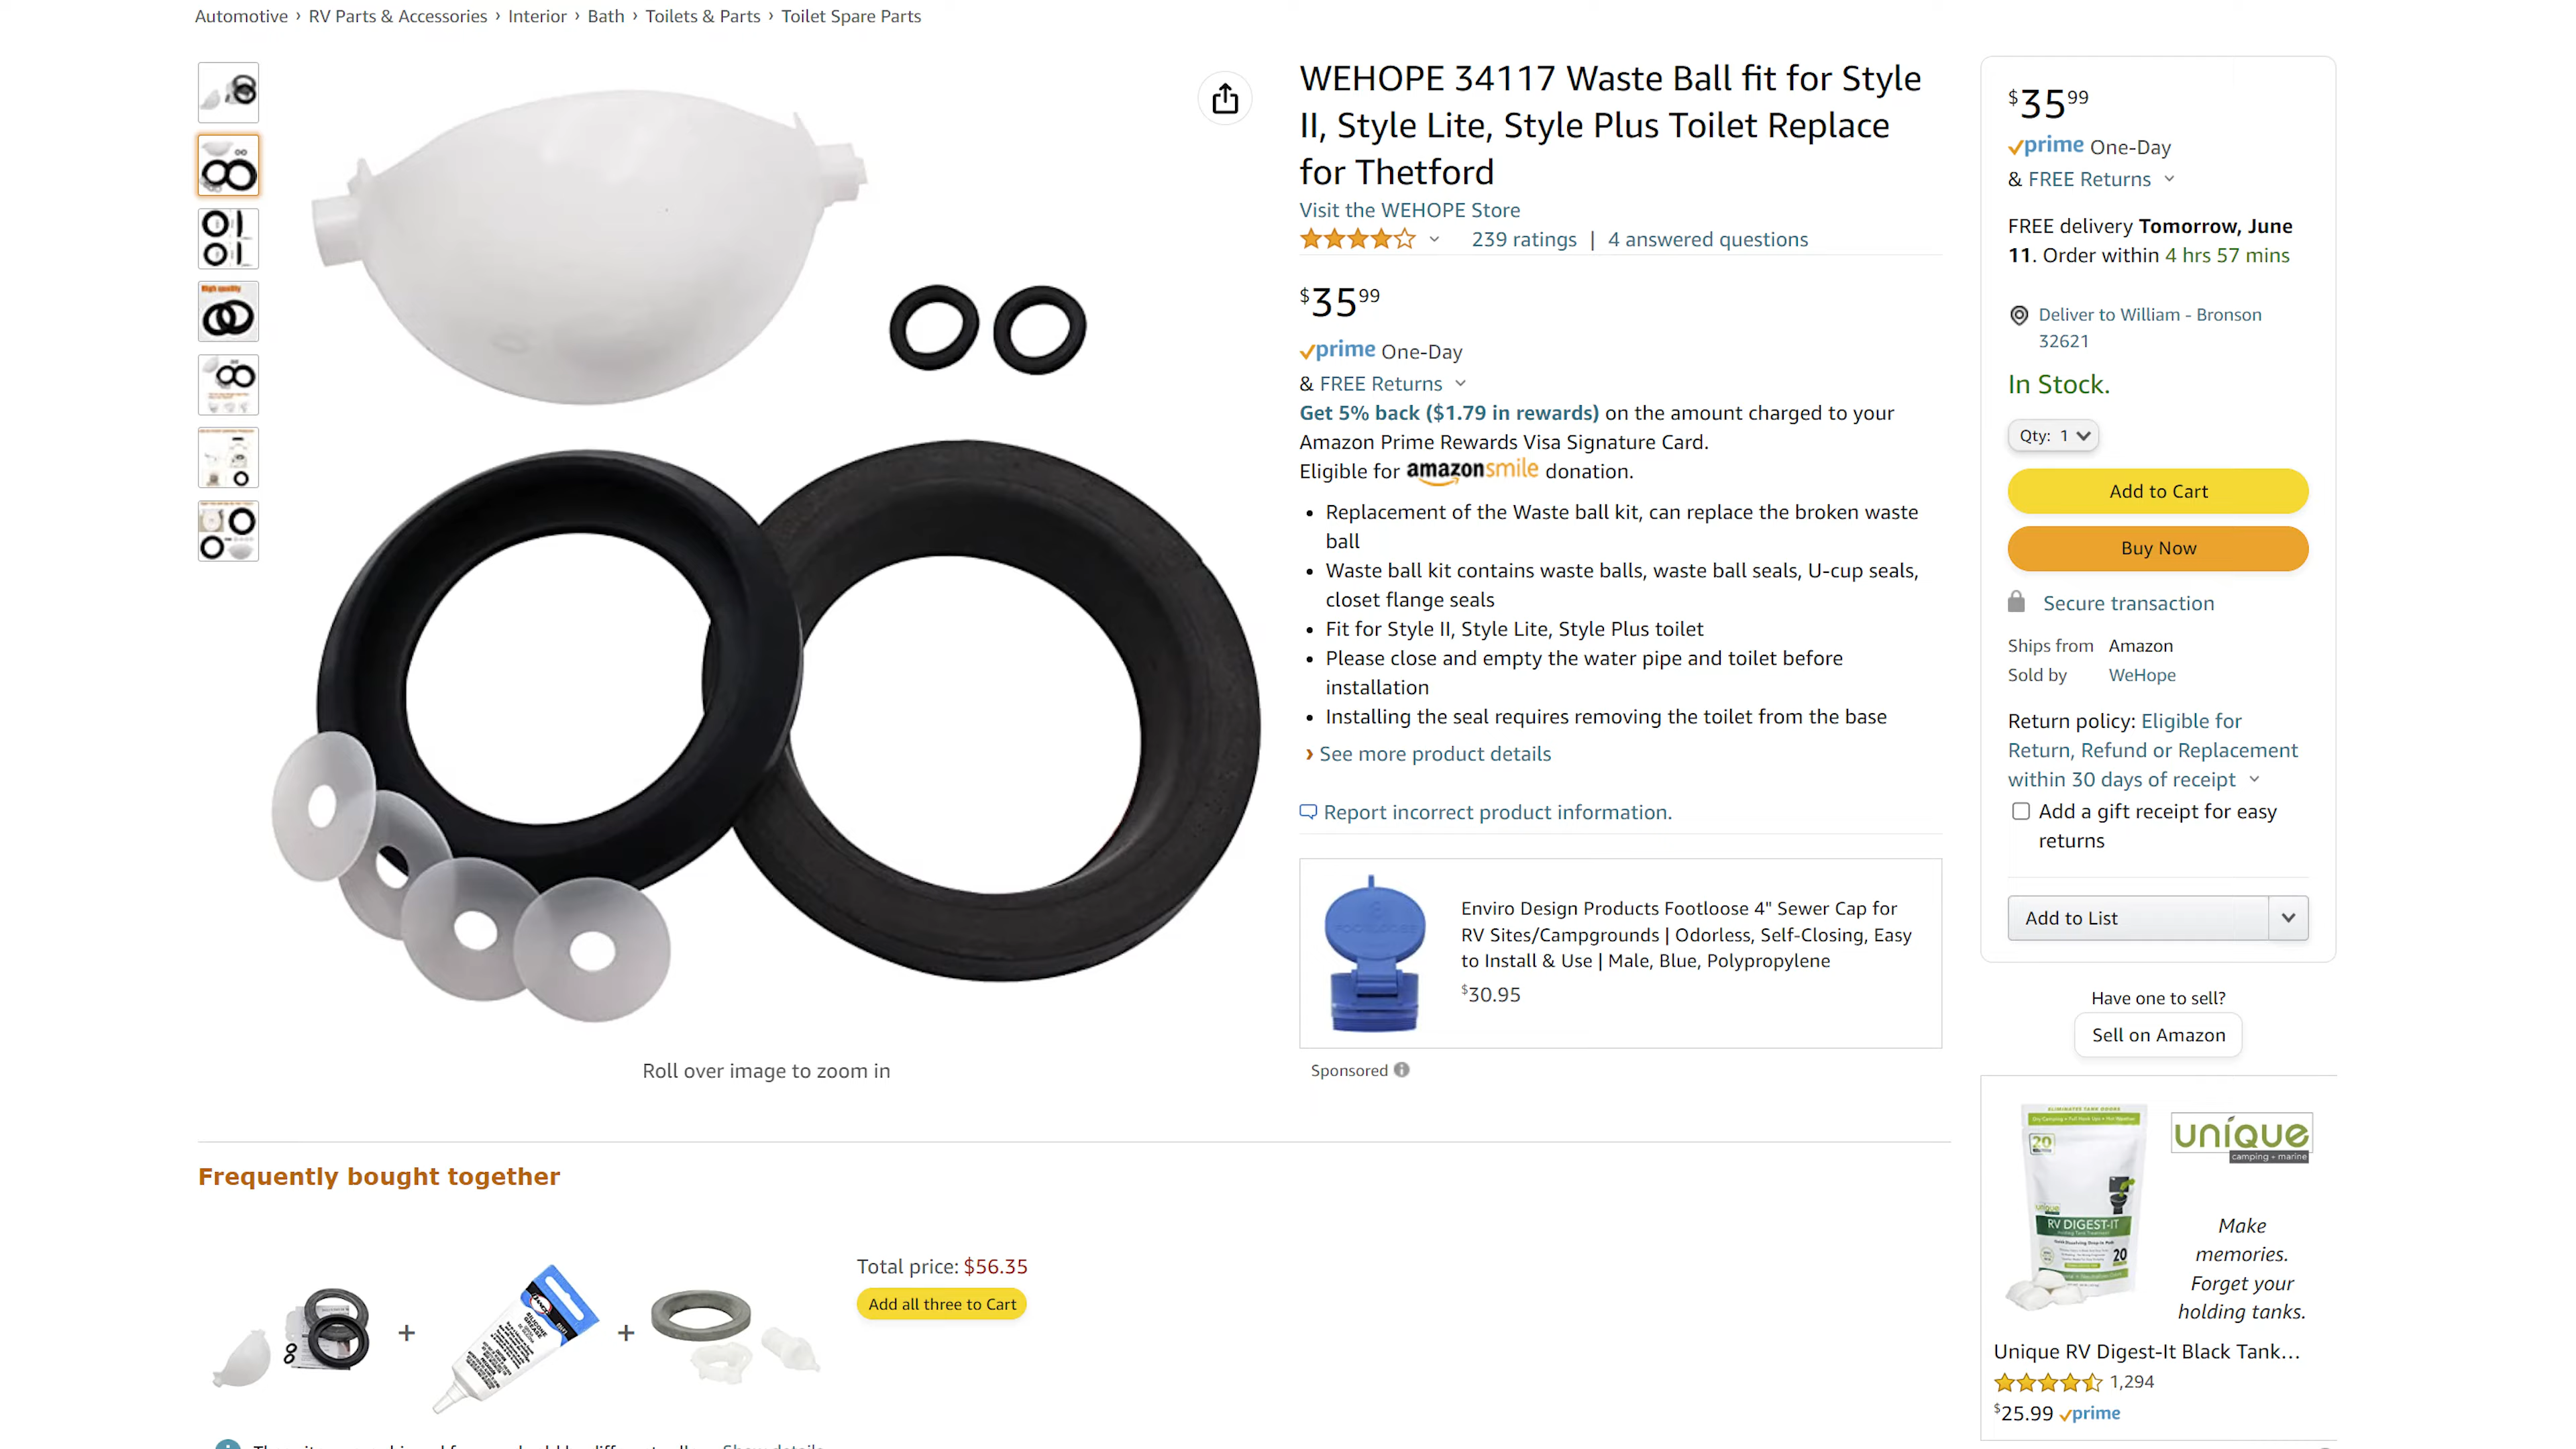 Automotive › RV Parts & Accessories › Interior › Bath › Toilets & Parts › Toilet Spare Parts
High quality
Roll over image to zoom in
WEHOPE 34117 Waste Ball fit for Style
II, Style Lite, Style Plus Toilet Replace
for Thetford
Visit the WEHOPE Store
239 ratings | 4 answered questions
$35 99
prime One-Day
& FREE Returns
Get 5% back ($1.79 in rewards) on the amount charged to your
Amazon Prime Rewards Visa Signature Card.
Eligible for amazonsmile donation.
• Replacement of the Waste ball kit, can replace the broken waste
ball
• Waste ball kit contains waste balls, waste ball seals, U-cup seals,
closet flange seals
• Fit for Style II, Style Lite, Style Plus toilet
• Please close and empty the water pipe and toilet before
installation
• Installing the seal requires removing the toilet from the base
› See more product details
Report incorrect product information.
FOOTLOOSE
Enviro Design Products Footloose 4" Sewer Cap for
RV Sites/Campgrounds | Odorless, Self-Closing, Easy
to Install & Use | Male, Blue, Polypropylene
$30.95
Sponsored
$35 99
prime One-Day
& FREE Returns
FREE delivery Tomorrow, June
11. Order within 4 hrs 57 mins
Deliver to William - Bronson
32621
In Stock.
Qty: 1
Add to Cart
Buy Now
Secure transaction
Ships from Amazon
Sold by WeHope
Return policy: Eligible for
Return, Refund or Replacement
within 30 days of receipt
Add a gift receipt for easy
returns
Add to List
Have one to sell?
Sell on Amazon
ELIMINATES TANK ODORS
20
unique
RV DIGEST-IT
20
unique
camping + marine
Make
memories.
Forget your
holding tanks.
Unique RV Digest-It Black Tank...
1,294
$25.99 prime
Frequently bought together
SILICONE
GREASE
+
+
Total price: $56.35
Add all three to Cart